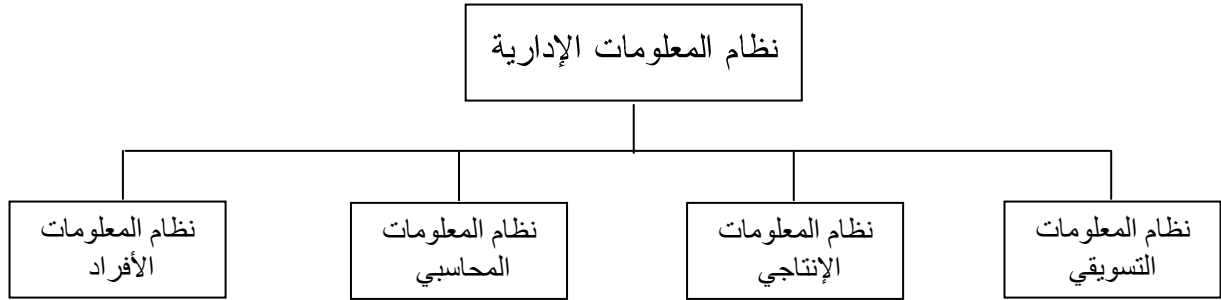 نظام المعلومات الإدارية
نظام المعلومات
التسويقي
نظام المعلومات
الإنتاجي
نظام المعلومات
المحاسبي
نظام المعلومات
الأفراد